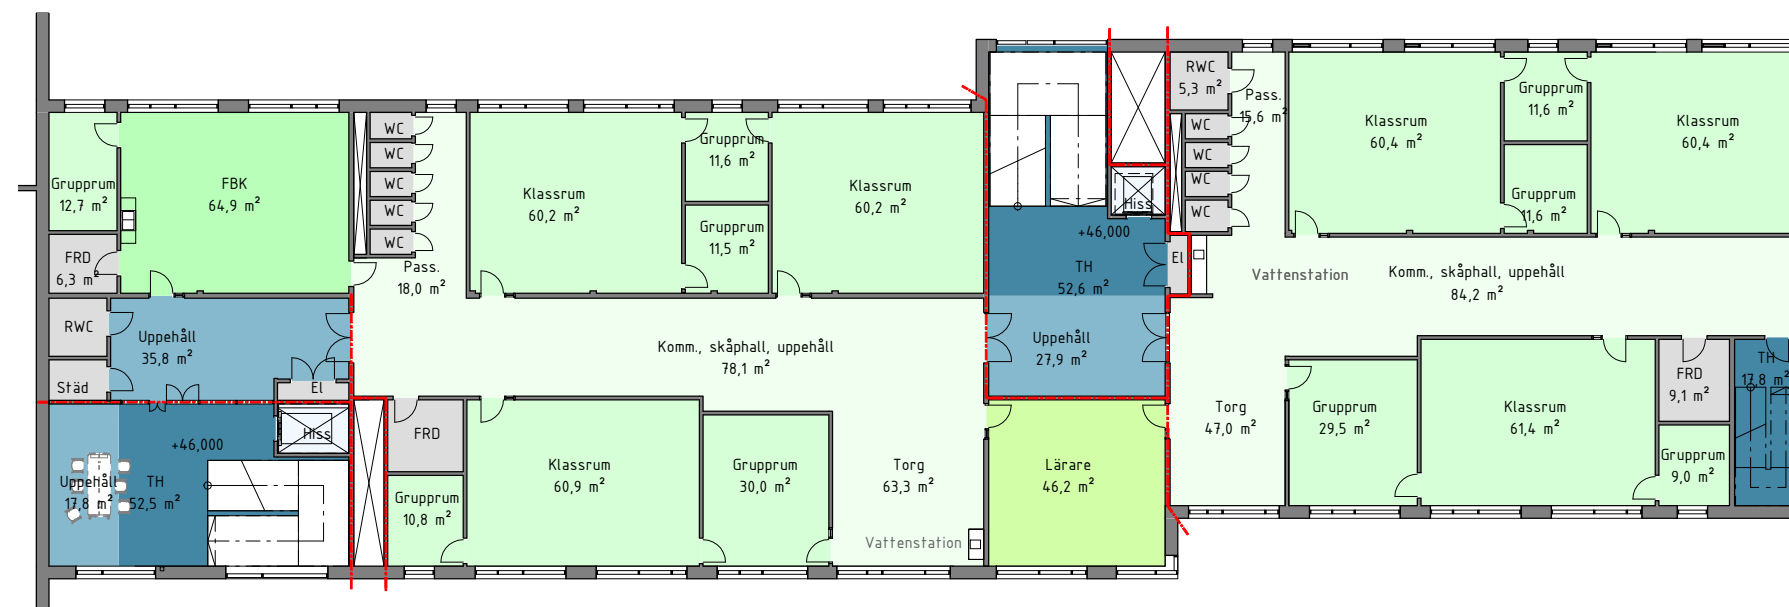 Grupprum
12,7 m²
FBK
64,9 m²
FRD
6,3 m²
RWC
Städ
Uppehåll
35,8 m²
El
Hiss
+46,000
Uppehåll
17,8 m²
TH
52,5 m²
WC
WC
WC
WC
WC
Pass.
18,0 m²
Klassrum
60,2 m²
Grupprum
11,6 m²
Grupprum
11,5 m²
Klassrum
60,2 m²
Komm., skåphall, uppehåll
78,1 m²
FRD
Grupprum
10,8 m²
Klassrum
60,9 m²
Grupprum
30,0 m²
Torg
63,3 m²
Vattenstation
Hiss
+46,000
TH
52,6 m²
El
Uppehåll
27,9 m²
Lärare
46,2 m²
RWC
5,3 m²
Pass.
15,6 m²
WC
WC
WC
WC
Klassrum
60,4 m²
Grupprum
11,6 m²
Grupprum
11,6 m²
Klassrum
60,4 m²
Vattenstation
Komm., skåphall, uppehåll
84,2 m²
Torg
47,0 m²
Grupprum
29,5 m²
Klassrum
61,4 m²
FRD
9,1 m²
Grupprum
9,0 m²
TH
17,8 m²